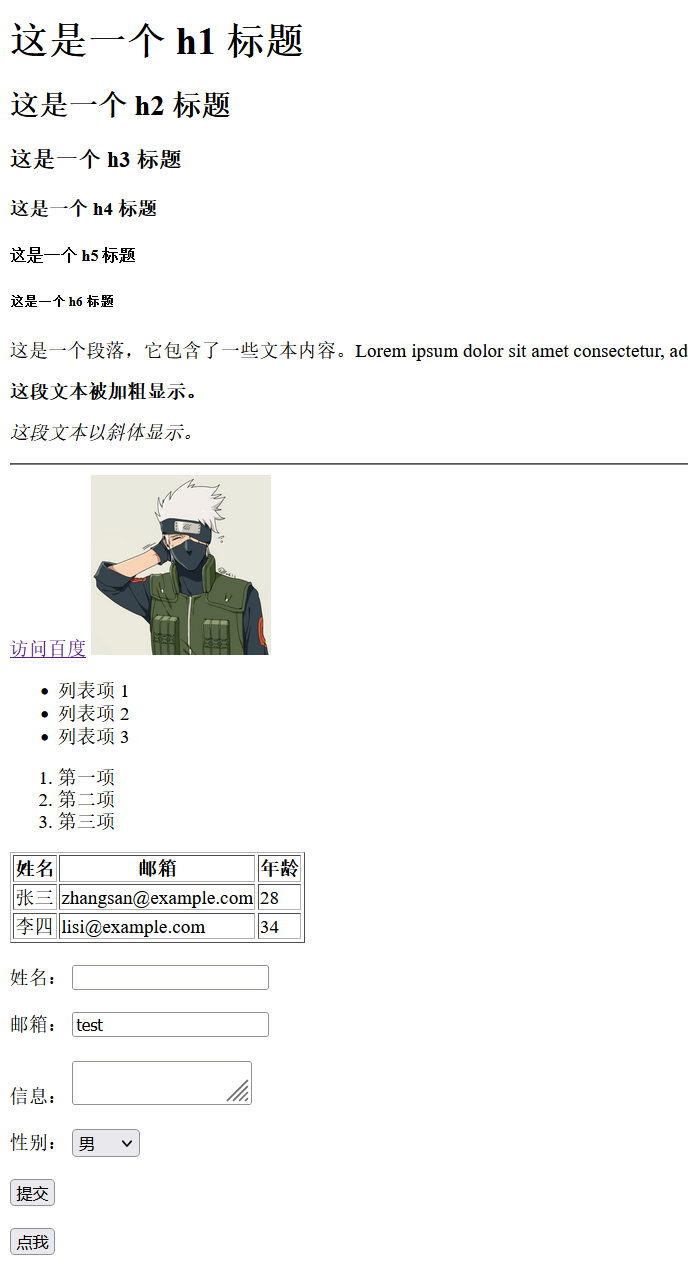 这是一个 h1 标题
这是一个 h2 标题
这是一个 h3 标题
这是一个 h4 标题
这是一个 h5 标题
这是一个 h6 标题
这是一个段落，它包含了一些文本内容。Lorem ipsum dolor sit amet consectetur, ad
这段文本被加粗显示。
这段文本以斜体显示。
访问百度
• 列表项 1
• 列表项 2
• 列表项 3
1. 第一项
2. 第二项
3. 第三项
姓名 邮箱 年龄
张三 zhangsan@example.com 28
李四 lisi@example.com 34
姓名：
邮箱： test
信息：
性别： 男
提交
点我